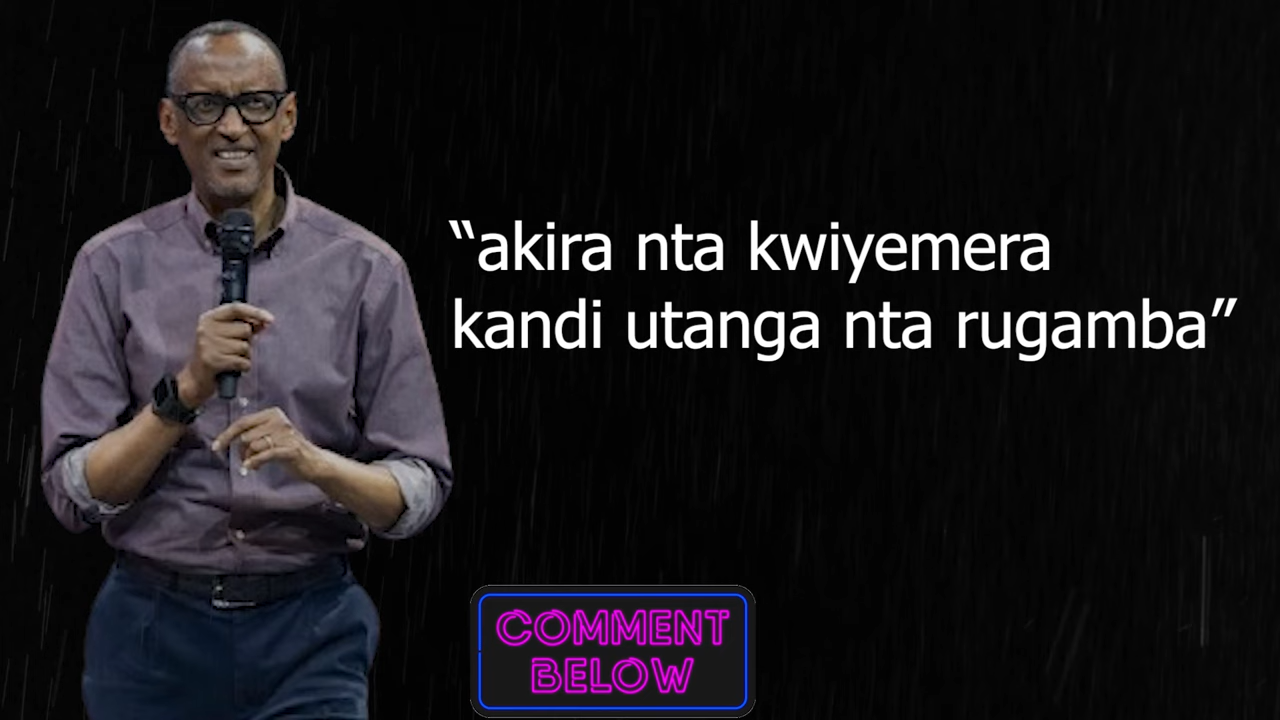 “akira nta kwiyemera
kandi utanga nta rugamba”
COMMENT
BELOW